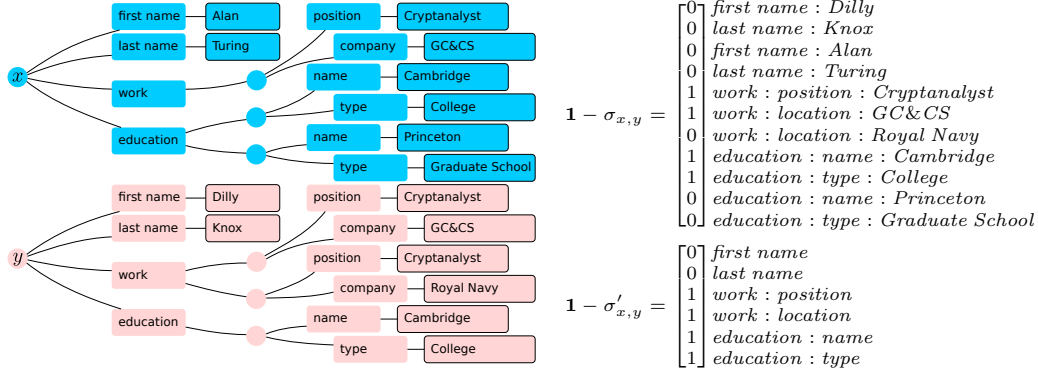 first name Alan position Cryptanalyst
last name Turing company GC&CS
x
work name Cambridge
type College
education name Princeton
type Graduate School
first name Dilly position Cryptanalyst
last name Knox company GC&CS
y
work position Cryptanalyst
company Royal Navy
education name Cambridge
type College
1 − σx,y =
0 first name : Dilly
0 last name : Knox
0 first name : Alan
0 last name : Turing
1 work : position : Cryptanalyst
1 work : location : GC&CS
0 work : location : Royal Navy
1 education : name : Cambridge
1 education : type : College
0 education : name : Princeton
0 education : type : Graduate School
1 − σ′x,y =
0 first name
0 last name
1 work : position
1 work : location
1 education : name
1 education : type